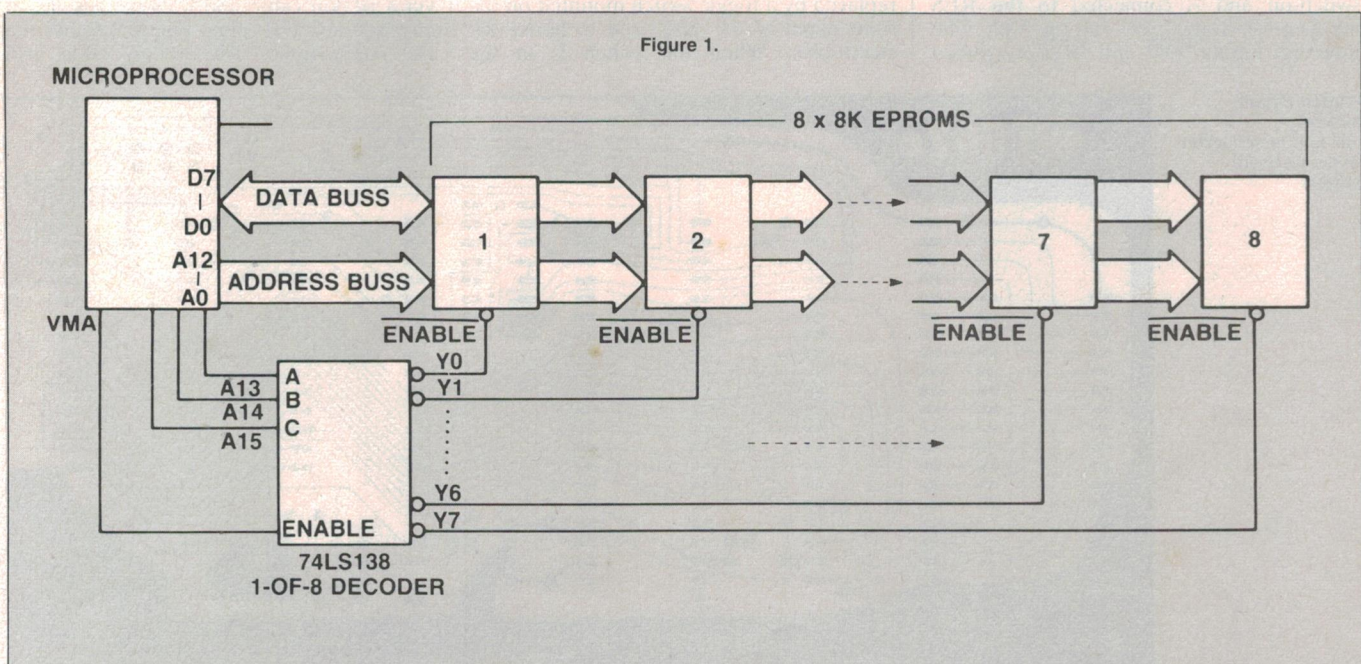 Figure 1.
MICROPROCESSOR
8 x 8K EPROMS
D7
D0
DATA BUSS
A12
A0
ADDRESS BUSS
1
2
7
8
VMA
ENABLE
ENABLE
ENABLE
ENABLE
A13
A14
A15
A
B
C
Y0
Y1
Y6
Y7
ENABLE
74LS138
1-OF-8 DECODER